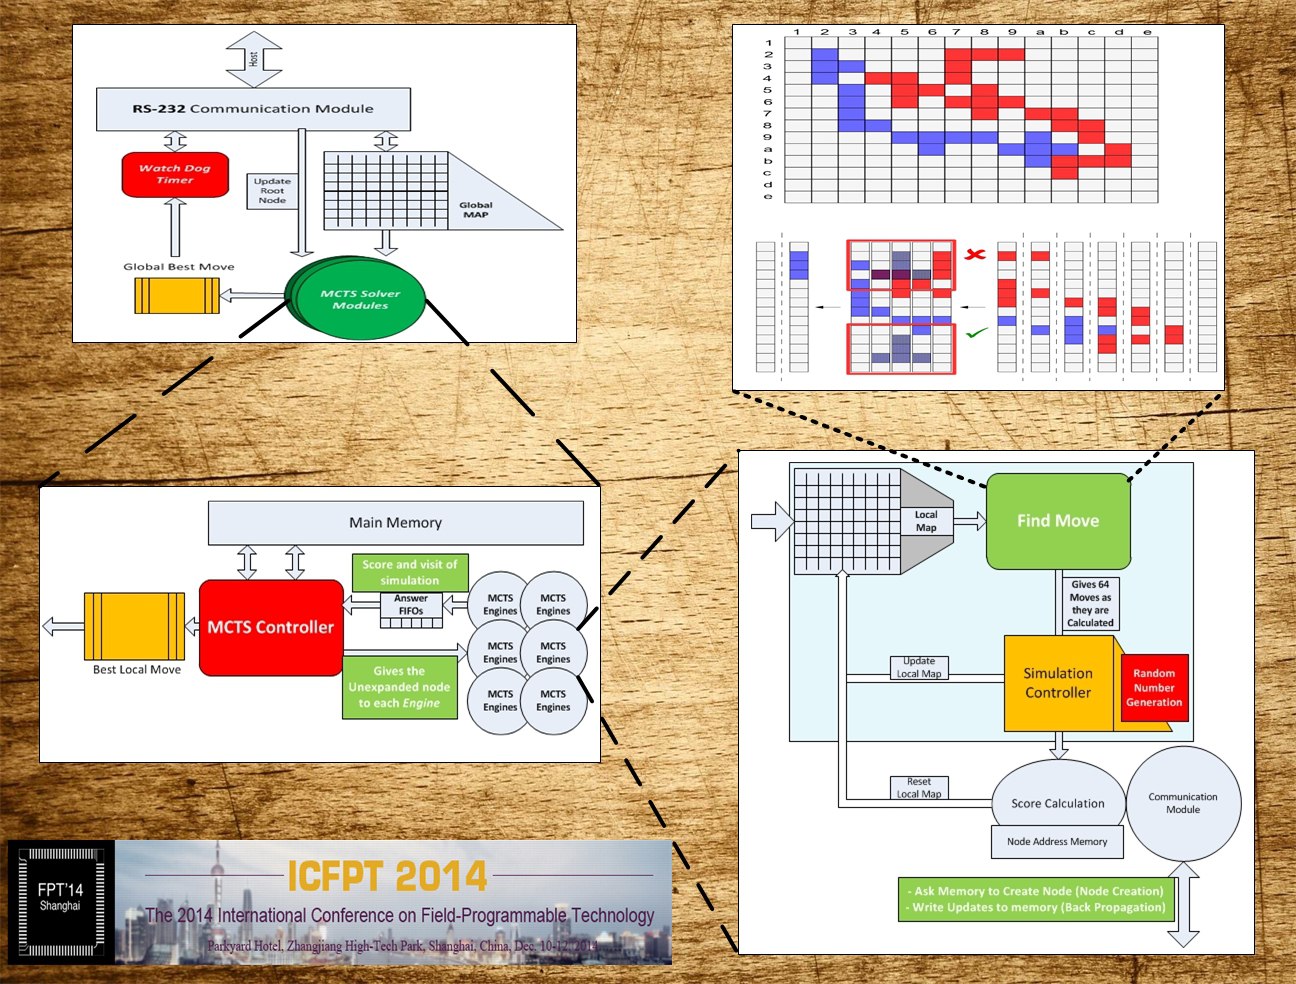 Host
RS-232 Communication Module
Watch Dog
Timer
Update
Root
Node
Global
MAP
Global Best Move
MCTS Solver
Modules
1 2 3 4 5 6 7 8 9 a b c d e
1
2
3
4
5
6
7
8
9
a
b
c
d
e
Main Memory
Score and visit of
simulation
Answer
FIFOs
MCTS Controller
Best Local Move
Gives the
Unexpanded node
to each Engine
MCTS
Engines
MCTS
Engines
MCTS
Engines
MCTS
Engines
MCTS
Engines
MCTS
Engines
Local
Map
Find Move
Gives 64
Moves as
they are
Calculated
Update
Local Map
Simulation
Controller
Random
Number
Generation
Reset
Local Map
Score Calculation
Node Address Memory
Communication
Module
- Ask Memory to Create Node (Node Creation)
- Write Updates to memory (Back Propagation)
FPT'14
Shanghai
ICFPT 2014
The 2014 International Conference on Field-Programmable Technology
Parkyard Hotel, Zhangjiang High-Tech Park, Shanghai, China, Dec. 10-12, 2014